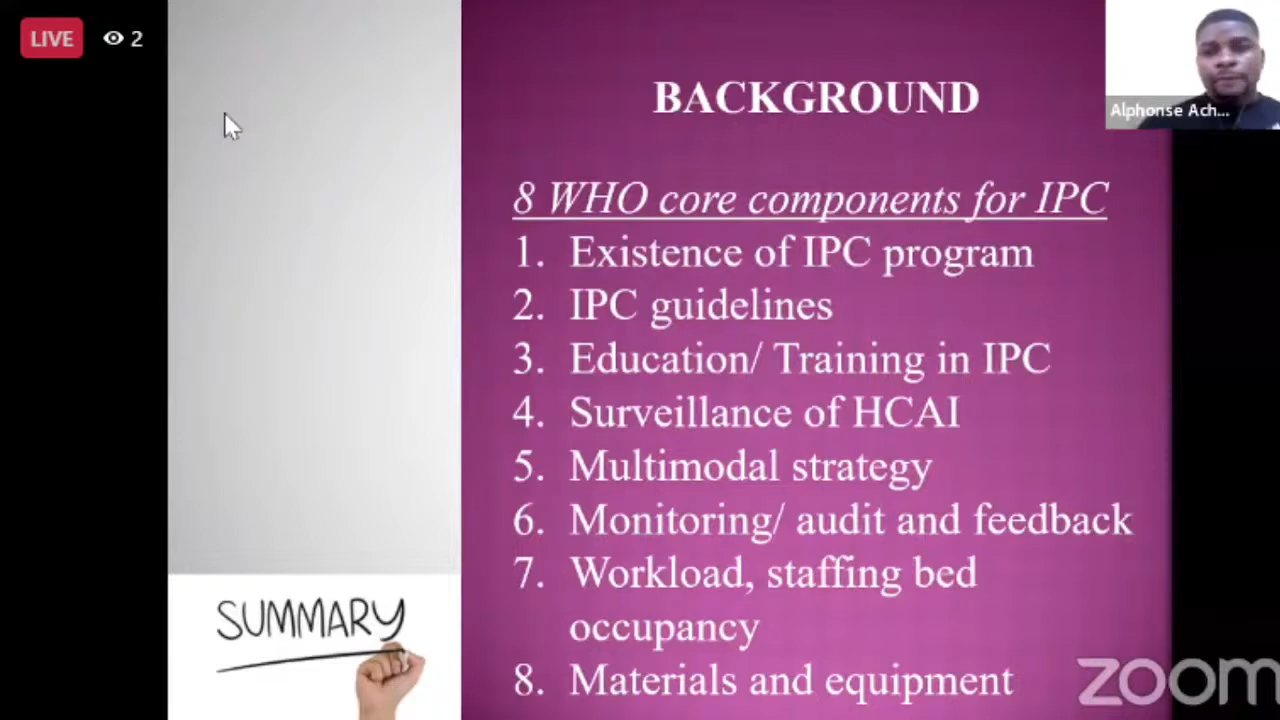 LIVE 2
BACKGROUND
Alphonse Ach...
8 WHO core components for IPC
1. Existence of IPC program
2. IPC guidelines
3. Education/ Training in IPC
4. Surveillance of HCAI
5. Multimodal strategy
6. Monitoring/ audit and feedback
7. Workload, staffing bed
occupancy
8. Materials and equipment
SUMMARY
zoom